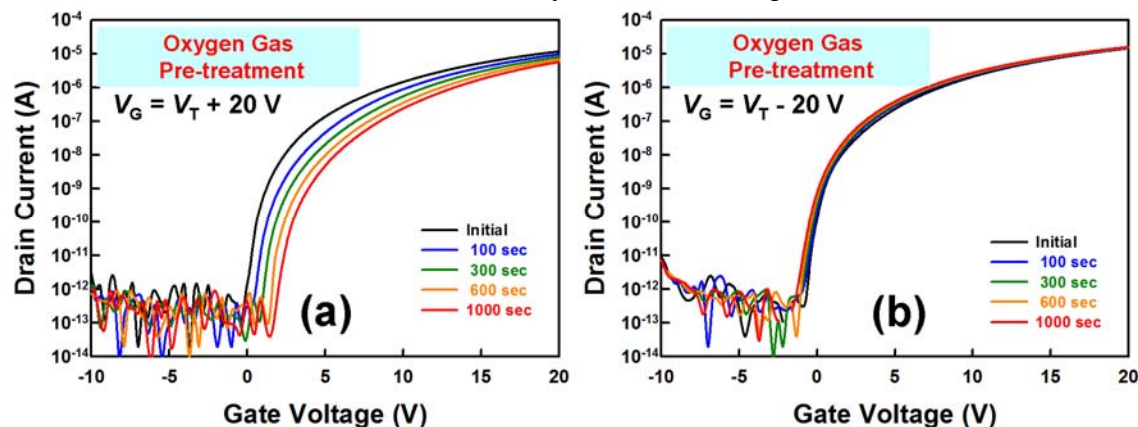 Oxygen Gas
Pre-treatment
V_G = V_T + 20 V
Drain Current (A)
10^-4
10^-5
10^-6
10^-7
10^-8
10^-9
10^-10
10^-11
10^-12
10^-13
10^-14
Initial
100 sec
300 sec
600 sec
1000 sec
(a)
-10 -5 0 5 10 15 20
Gate Voltage (V)
Oxygen Gas
Pre-treatment
V_G = V_T - 20 V
Drain Current (A)
10^-4
10^-5
10^-6
10^-7
10^-8
10^-9
10^-10
10^-11
10^-12
10^-13
10^-14
Initial
100 sec
300 sec
600 sec
1000 sec
(b)
-10 -5 0 5 10 15 20
Gate Voltage (V)